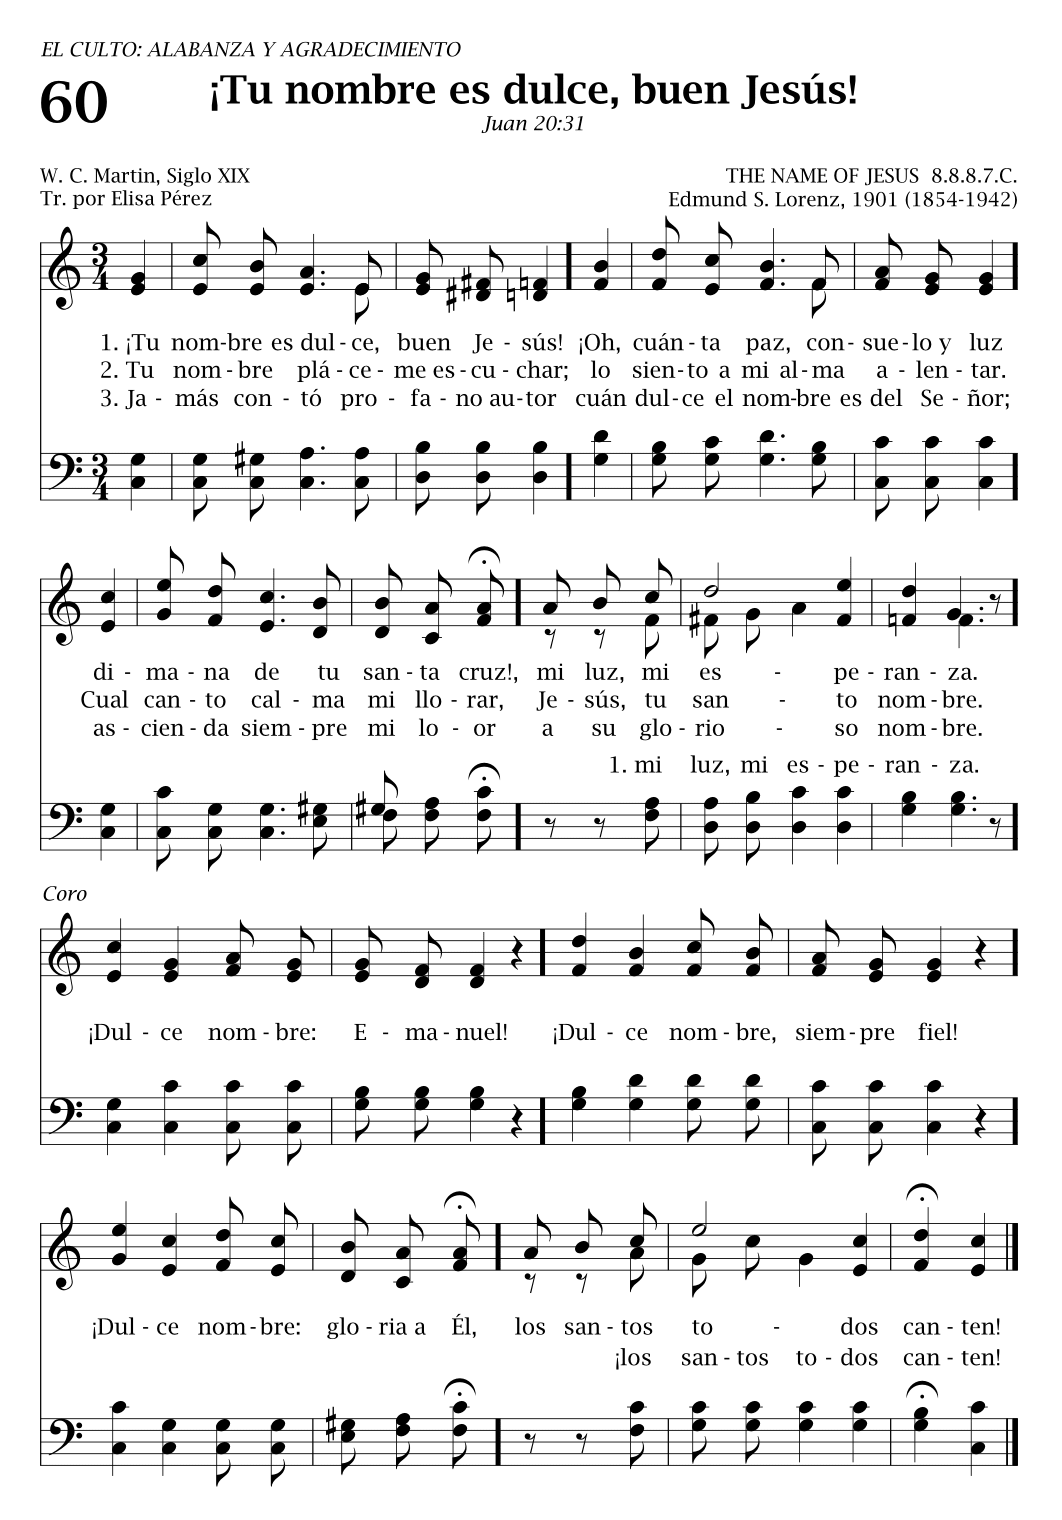 EL CULTO: ALABANZA Y AGRADECIMIENTO
60 ¡Tu nombre es dulce, buen Jesús!
Juan 20:31
W. C. Martin, Siglo XIX THE NAME OF JESUS 8.8.8.7.C.
Tr. por Elisa Pérez Edmund S. Lorenz, 1901 (1854-1942)
1. ¡Tu nom-bre es dul - ce, buen Je - sús! ¡Oh, cuán - ta paz, con - sue - lo y luz
2. Tu nom - bre plá - ce - me es - cu - char; lo sien - to a mi al - ma a - len - tar.
3. Ja - más con - tó pro - fa - no au - tor cuán dul - ce el nom-bre es del Se - ñor;
di - ma - na de tu san - ta cruz!, mi luz, mi es - pe - ran - za.
Cual can - to cal - ma mi llo - rar, Je - sús, tu san - to nom - bre.
as - cien - da siem - pre mi lo - or a su glo - rio - so nom - bre.
1. mi luz, mi es - pe - ran - za.
Coro
¡Dul - ce nom - bre: E - ma - nuel! ¡Dul - ce nom - bre, siem - pre fiel!
¡Dul - ce nom - bre: glo - ria a Él, los san - tos to - dos can - ten!
¡los san - tos to - dos can - ten!